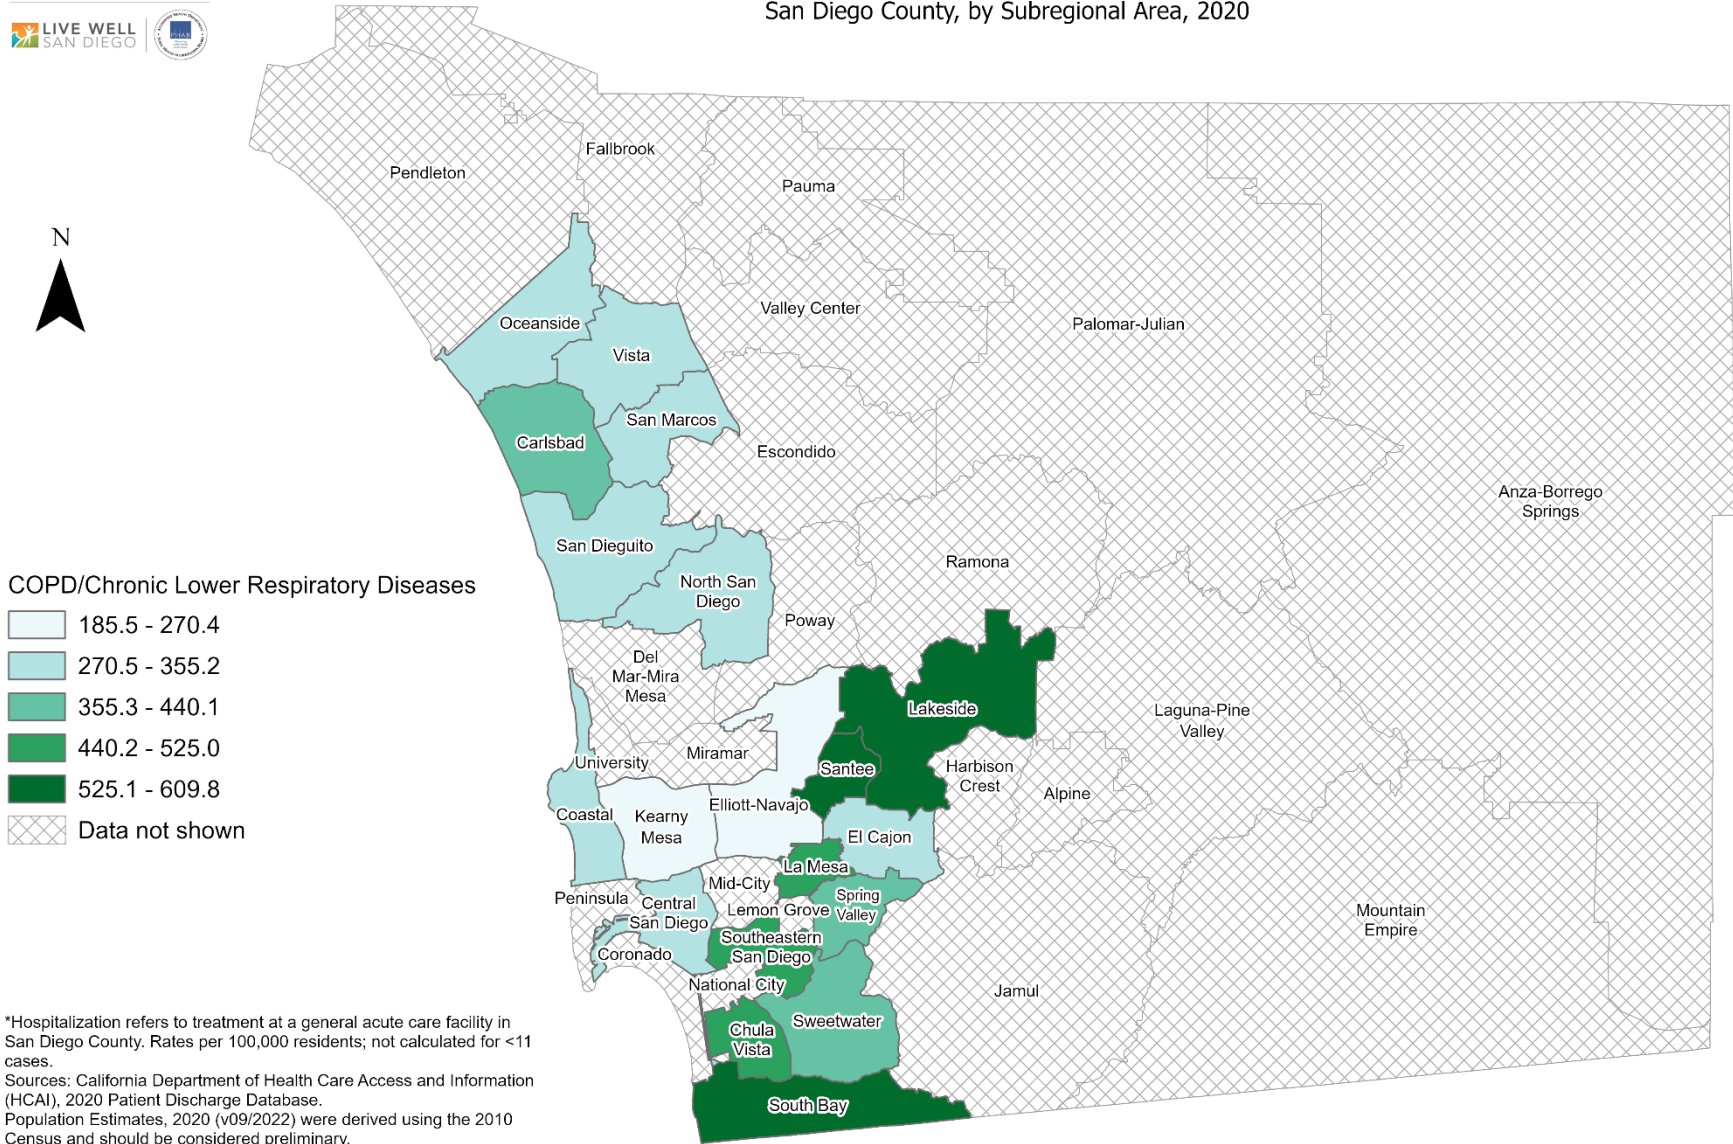 San Diego County, by Subregional Area, 2020
LIVE WELL
SAN DIEGO
PHAB
N
Pendleton
Fallbrook
Pauma
Oceanside
Vista
Valley Center
Palomar-Julian
San Marcos
Carlsbad
Escondido
Anza-Borrego
Springs
San Dieguito
North San
Diego
Ramona
Poway
Del
Mar-Mira
Mesa
Lakeside
Laguna-Pine
Valley
Miramar
University
Santee
Harbison
Crest
Alpine
Coastal
Kearny
Mesa
Elliott-Navajo
El Cajon
La Mesa
Mid-City
Peninsula
Central
San Diego
Lemon Grove
Spring
Valley
Mountain
Empire
Southeastern
San Diego
Coronado
National City
Jamul
Sweetwater
Chula
Vista
South Bay
COPD/Chronic Lower Respiratory Diseases
185.5 - 270.4
270.5 - 355.2
355.3 - 440.1
440.2 - 525.0
525.1 - 609.8
Data not shown
*Hospitalization refers to treatment at a general acute care facility in
San Diego County. Rates per 100,000 residents; not calculated for <11
cases.
Sources: California Department of Health Care Access and Information
(HCAI), 2020 Patient Discharge Database.
Population Estimates, 2020 (v09/2022) were derived using the 2010
Census and should be considered preliminary.